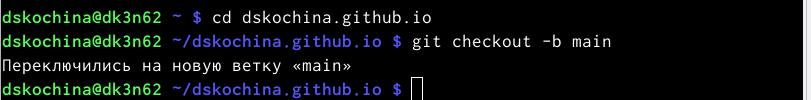 dskochina@dk3n62 ~ $ cd dskochina.github.io
dskochina@dk3n62 ~/dskochina.github.io $ git checkout -b main
Переключились на новую ветку «main»
dskochina@dk3n62 ~/dskochina.github.io $